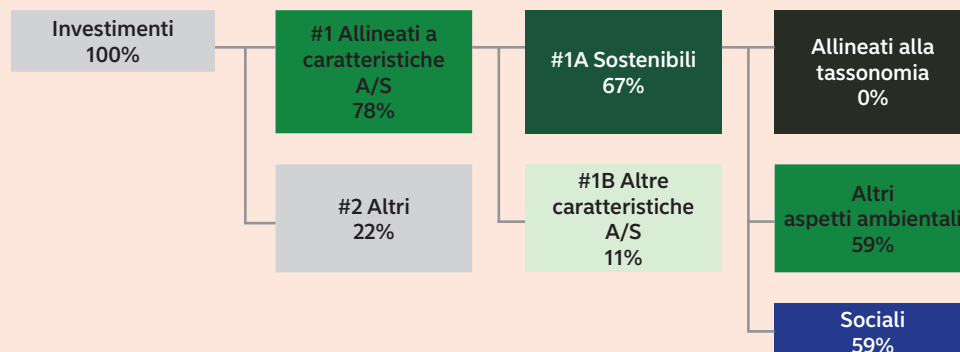 Investimenti
100%
#1 Allineati a
caratteristiche
A/S
78%
#1A Sostenibili
67%
Allineati alla
tassonomia
0%
#2 Altri
22%
#1B Altre
caratteristiche
A/S
11%
Altri
aspetti ambientali
59%
Sociali
59%